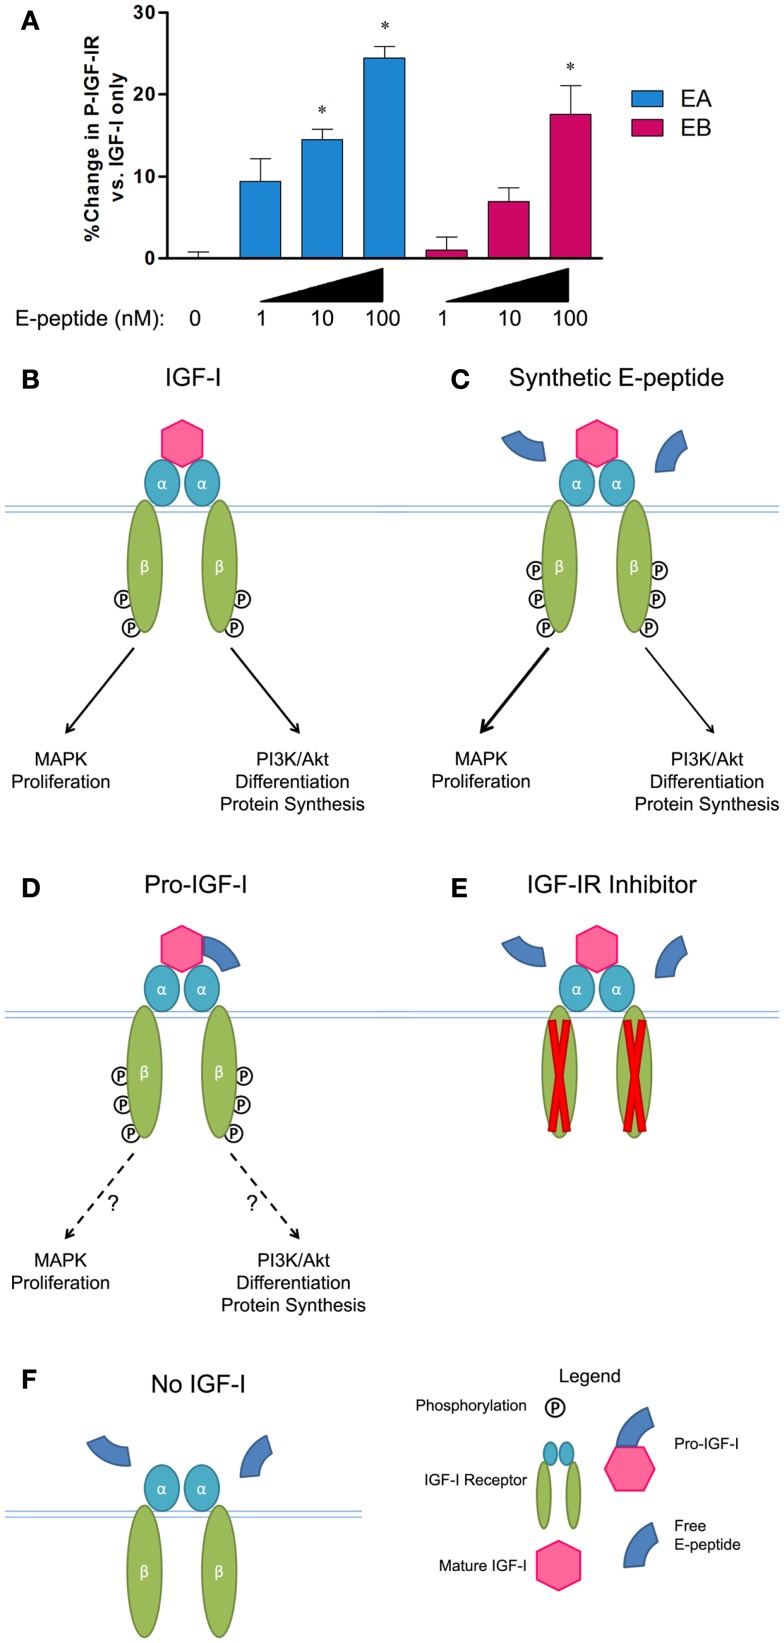 A
%Change in P-IGF-IR
vs. IGF-I only
30
20
10
0
*
*
*
EA
EB
E-peptide (nM): 0 1 10 100 1 10 100
B
IGF-I
α α
β β
P P
P P
MAPK
Proliferation
PI3K/Akt
Differentiation
Protein Synthesis
C
Synthetic E-peptide
α α
β β
P P
P P
P P
MAPK
Proliferation
PI3K/Akt
Differentiation
Protein Synthesis
D
Pro-IGF-I
α α
β β
P P
P P
P P
? ?
MAPK
Proliferation
PI3K/Akt
Differentiation
Protein Synthesis
E
IGF-IR Inhibitor
α α
F
No IGF-I
α α
β β
Legend
Phosphorylation P
IGF-I Receptor
Mature IGF-I
Pro-IGF-I
Free
E-peptide